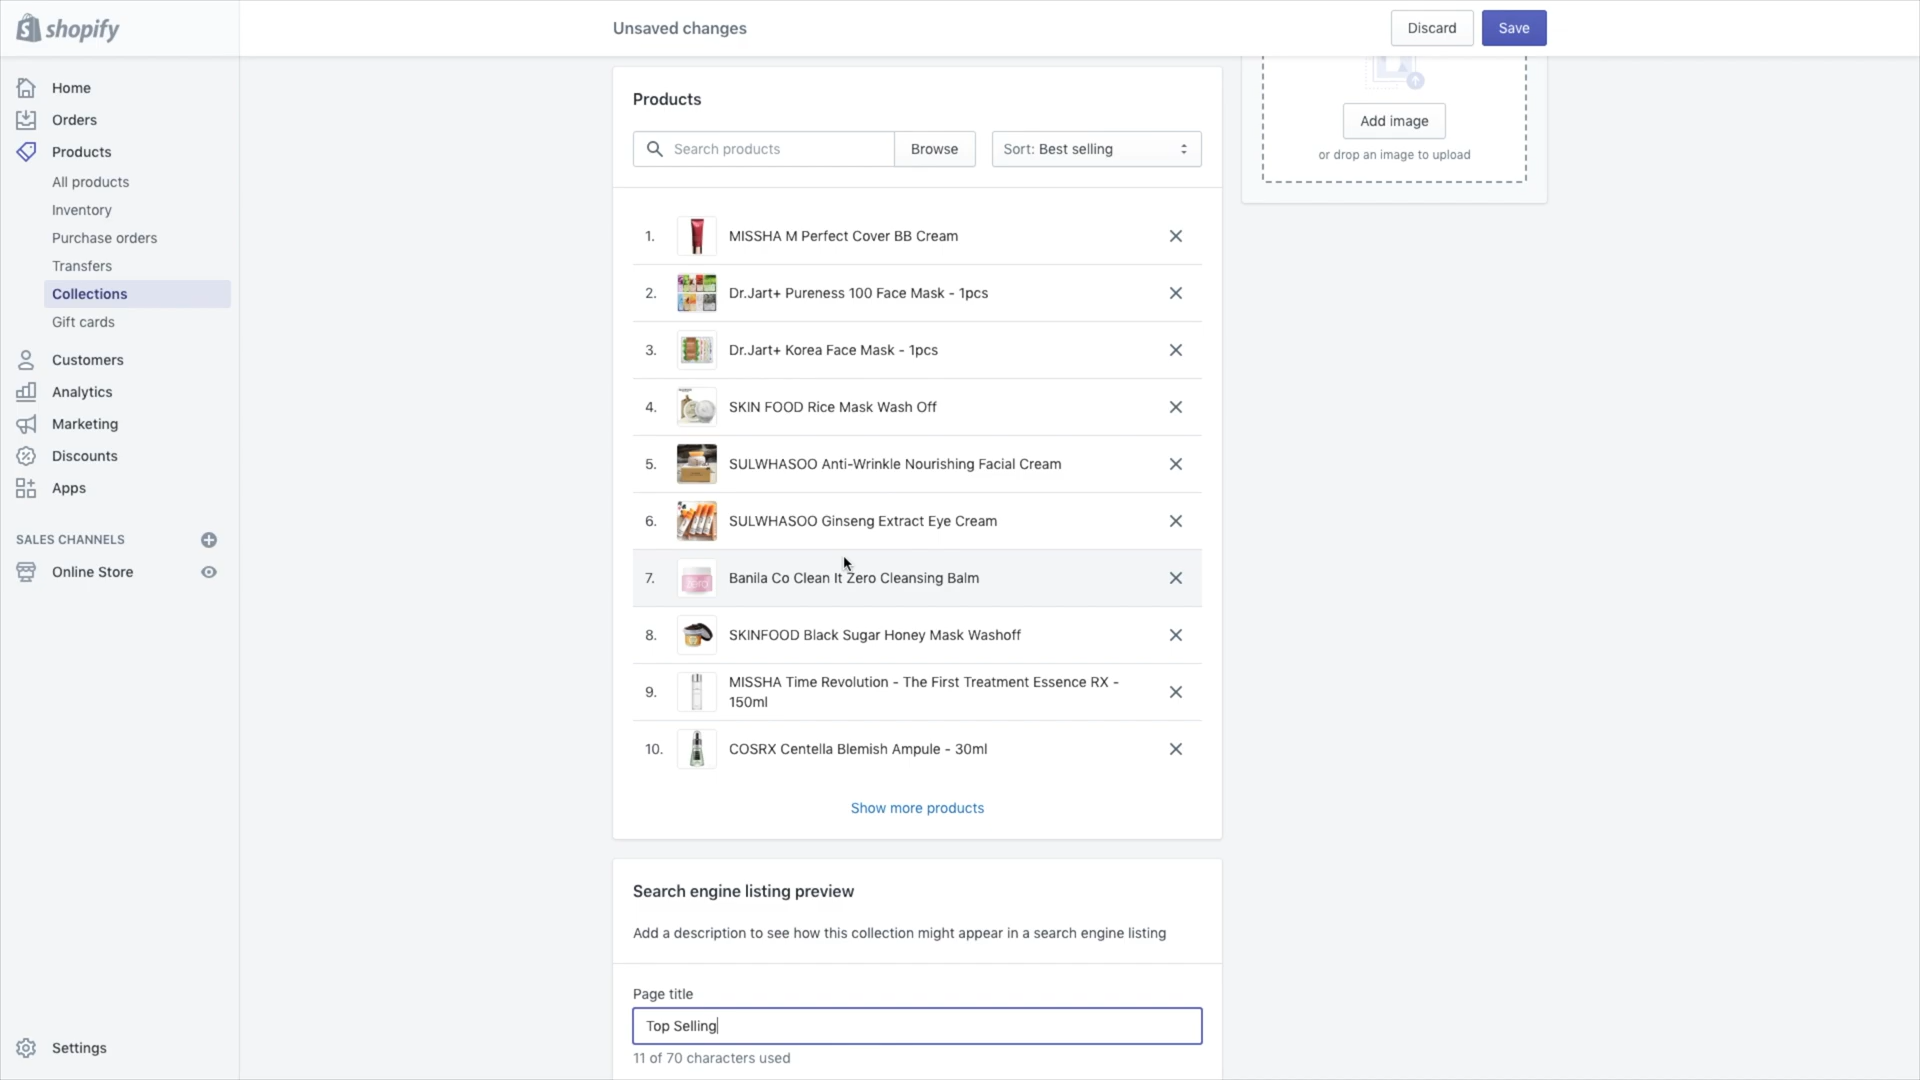 shopify
Unsaved changes
Discard
Save
Home
Orders
Products
All products
Inventory
Purchase orders
Transfers
Collections
Gift cards
Customers
Analytics
Marketing
Discounts
Apps
SALES CHANNELS
Online Store
Settings
Products
Search products
Browse
Sort: Best selling
1. MISSHA M Perfect Cover BB Cream
2. Dr.Jart+ Pureness 100 Face Mask - 1pcs
3. Dr.Jart+ Korea Face Mask - 1pcs
4. SKIN FOOD Rice Mask Wash Off
5. SULWHASOO Anti-Wrinkle Nourishing Facial Cream
6. SULWHASOO Ginseng Extract Eye Cream
7. Banila Co Clean It Zero Cleansing Balm
8. SKINFOOD Black Sugar Honey Mask Washoff
9. MISSHA Time Revolution - The First Treatment Essence RX -
150ml
10. COSRX Centella Blemish Ampule - 30ml
Show more products
Search engine listing preview
Add a description to see how this collection might appear in a search engine listing
Page title
Top Selling
11 of 70 characters used
Add image
or drop an image to upload